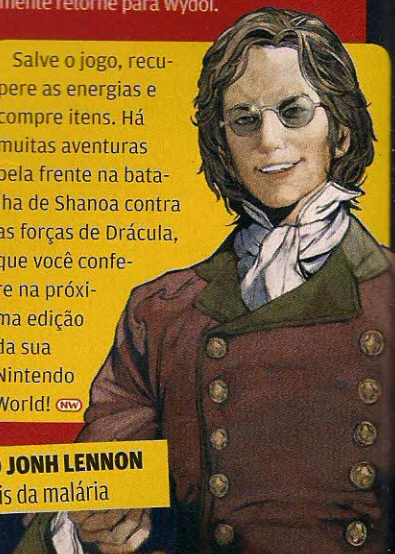 mente retorne para Wydol.
Salve o jogo, recu-
pere as energias e
compre itens. Há
muitas aventuras
pela frente na bata-
lha de Shanoa contra
as forças de Drácula,
que você confe-
re na próxi-
ma edição
da sua
Nintendo
World! NW
JONH LENNON
is da malária